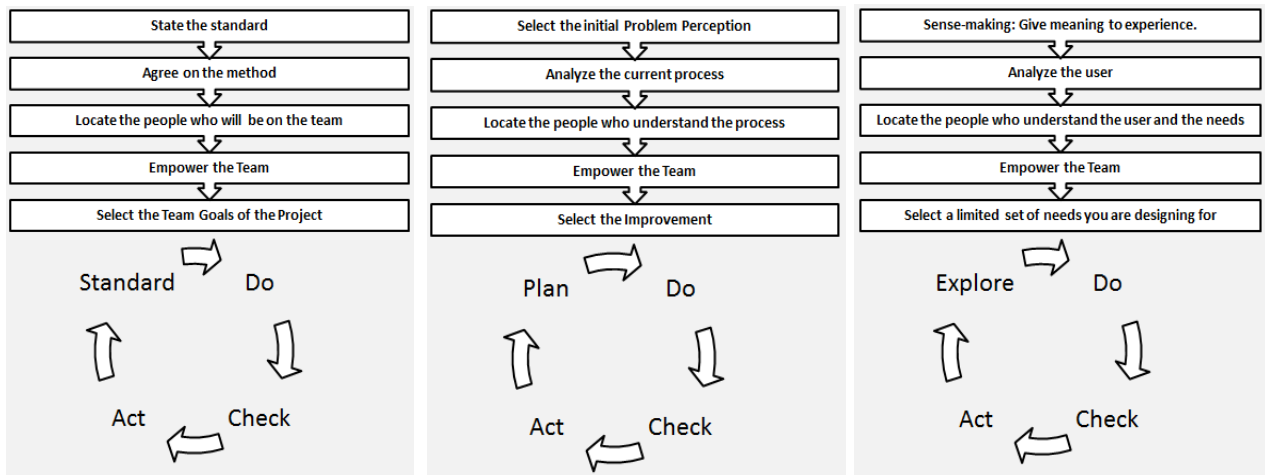 State the standard
Agree on the method
Locate the people who will be on the team
Empower the Team
Select the Team Goals of the Project
Standard
Do
Act
Check
Select the initial Problem Perception
Analyze the current process
Locate the people who understand the process
Empower the Team
Select the Improvement
Plan
Do
Act
Check
Sense-making: Give meaning to experience.
Analyze the user
Locate the people who understand the user and the needs
Empower the Team
Select a limited set of needs you are designing for
Explore
Do
Act
Check